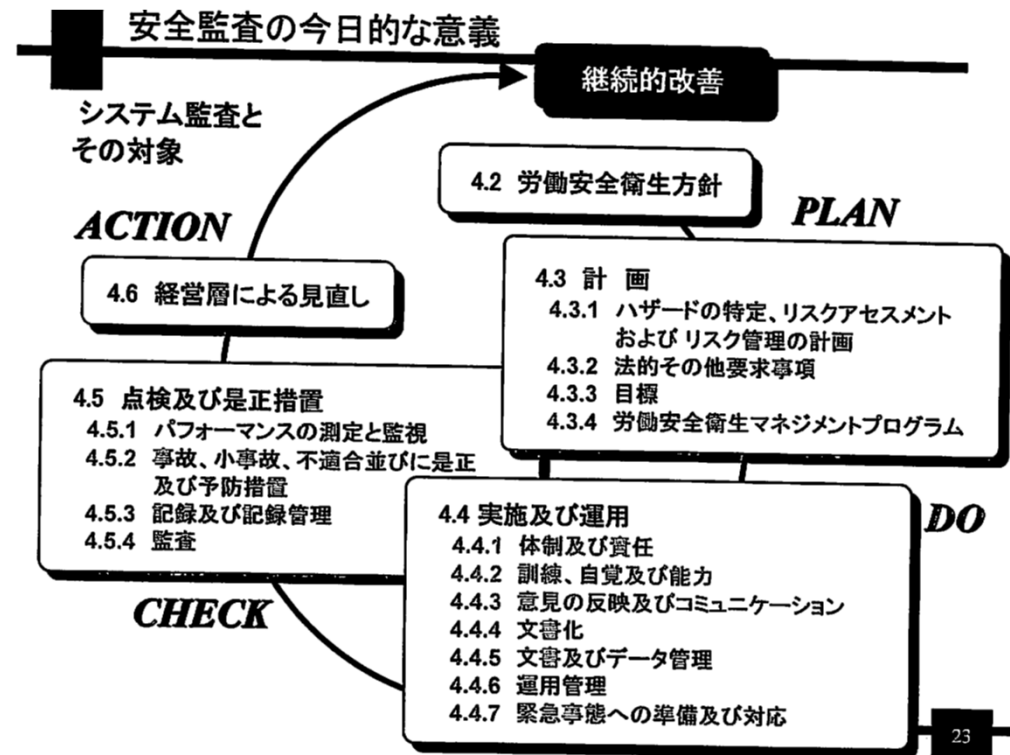 安全監査の今日的な意義
継続的改善
システム監査と
その対象
4.2 労働安全衛生方針
PLAN
4.3 計 画
4.3.1 ハザードの特定、リスクアセスメント
および リスク管理の計画
4.3.2 法的その他要求事項
4.3.3 目標
4.3.4 労働安全衛生マネジメントプログラム
DO
4.4 実施及び運用
4.4.1 体制及び責任
4.4.2 訓練、自覚及び能力
4.4.3 意見の反映及びコミュニケーション
4.4.4 文書化
4.4.5 文書及びデータ管理
4.4.6 運用管理
4.4.7 緊急事態への準備及び対応
CHECK
4.5 点検及び是正措置
4.5.1 パフォーマンスの測定と監視
4.5.2 事故、小事故、不適合並びに是正
及び予防措置
4.5.3 記録及び記録管理
4.5.4 監査
ACTION
4.6 経営層による見直し
23